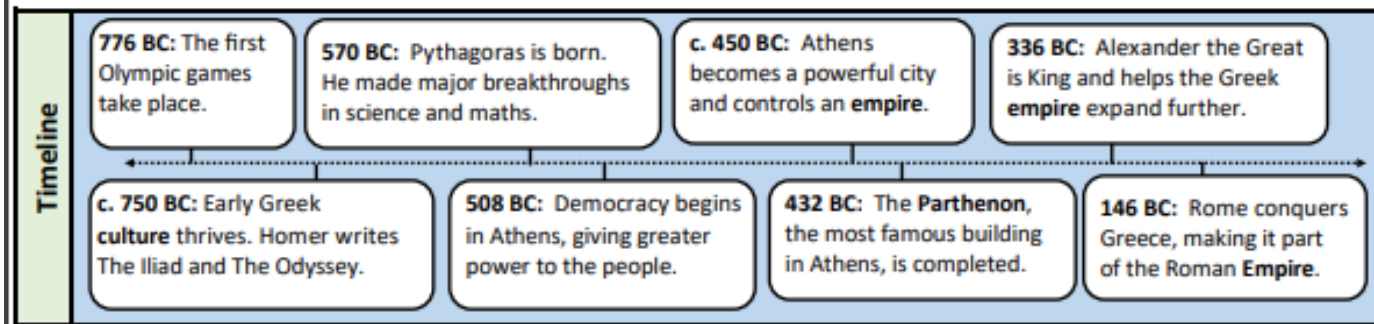 Timeline
776 BC: The first
Olympic games
take place.
c. 750 BC: Early Greek
culture thrives. Homer writes
The Iliad and The Odyssey.
570 BC: Pythagoras is born.
He made major breakthroughs
in science and maths.
508 BC: Democracy begins
in Athens, giving greater
power to the people.
c. 450 BC: Athens
becomes a powerful city
and controls an empire.
432 BC: The Parthenon,
the most famous building
in Athens, is completed.
336 BC: Alexander the Great
is King and helps the Greek
empire expand further.
146 BC: Rome conquers
Greece, making it part
of the Roman Empire.